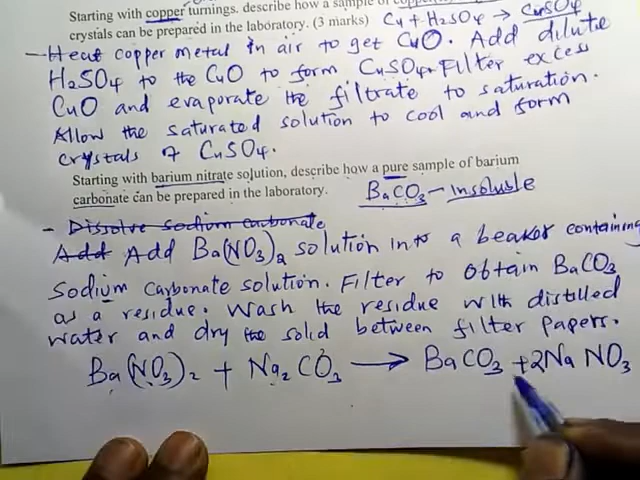 Starting with copper turnings. describe how a sample of copper
crystals can be prepared in the laboratory. (3 marks) Cu + H2SO4 → CuSO4
- Heat copper metal in air to get CuO. Add dilute
H2SO4 to the CuO to form CuSO4. Filter excess
CuO and evaporate the filtrate to saturation.
Allow the saturated solution to cool and form
crystals of CuSO4.
Starting with barium nitrate solution, describe how a pure sample of barium
carbonate can be prepared in the laboratory. BaCO3 - insoluble
- Dissolve sodium carbonate
Add Add Ba(NO3)2 solution into a beaker containing
Sodium Carbonate solution. Filter to obtain BaCO3
as a residue. Wash the residue with distilled
water and dry the solid between filter papers.
Ba(NO3)2 + Na2CO3 → BaCO3 + 2NaNO3